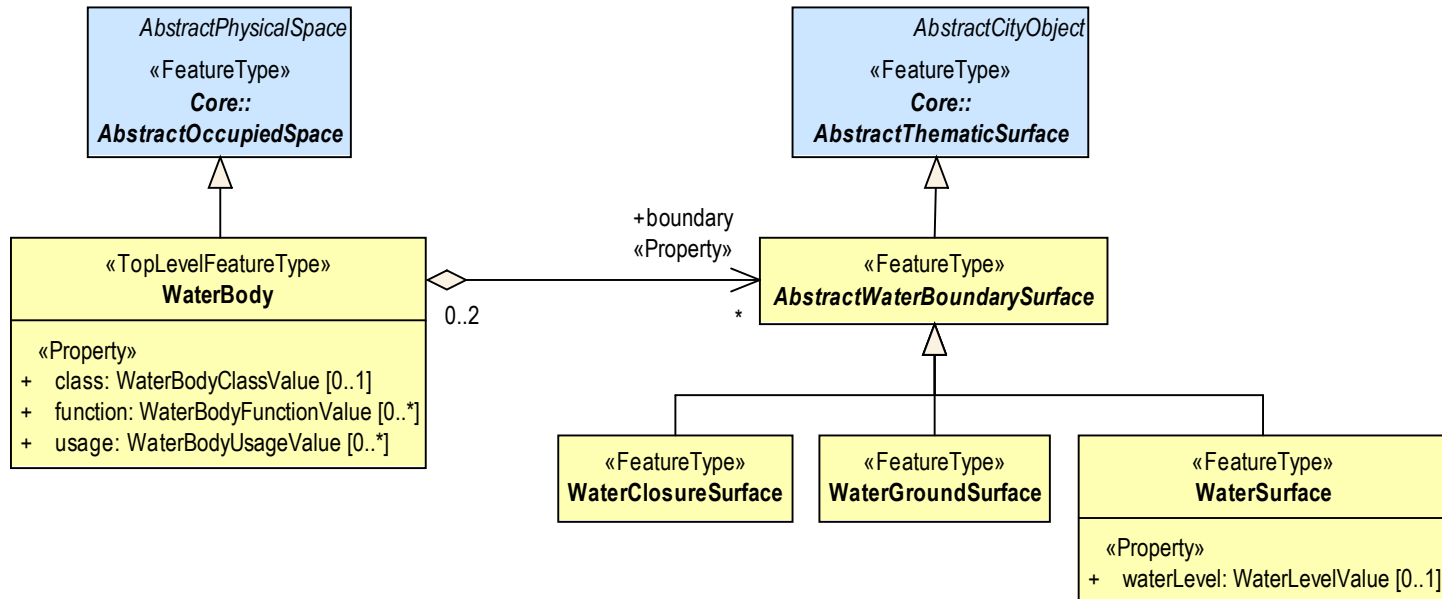 AbstractPhysicalSpace
«FeatureType»
Core::
AbstractOccupiedSpace
AbstractCityObject
«FeatureType»
Core::
AbstractThematicSurface
+boundary
«Property»
0..2
*
«TopLevelFeatureType»
WaterBody
«Property»
+ class: WaterBodyClassValue [0..1]
+ function: WaterBodyFunctionValue [0..*]
+ usage: WaterBodyUsageValue [0..*]
«FeatureType»
AbstractWaterBoundarySurface
«FeatureType»
WaterClosureSurface
«FeatureType»
WaterGroundSurface
«FeatureType»
WaterSurface
«Property»
+ waterLevel: WaterLevelValue [0..1]